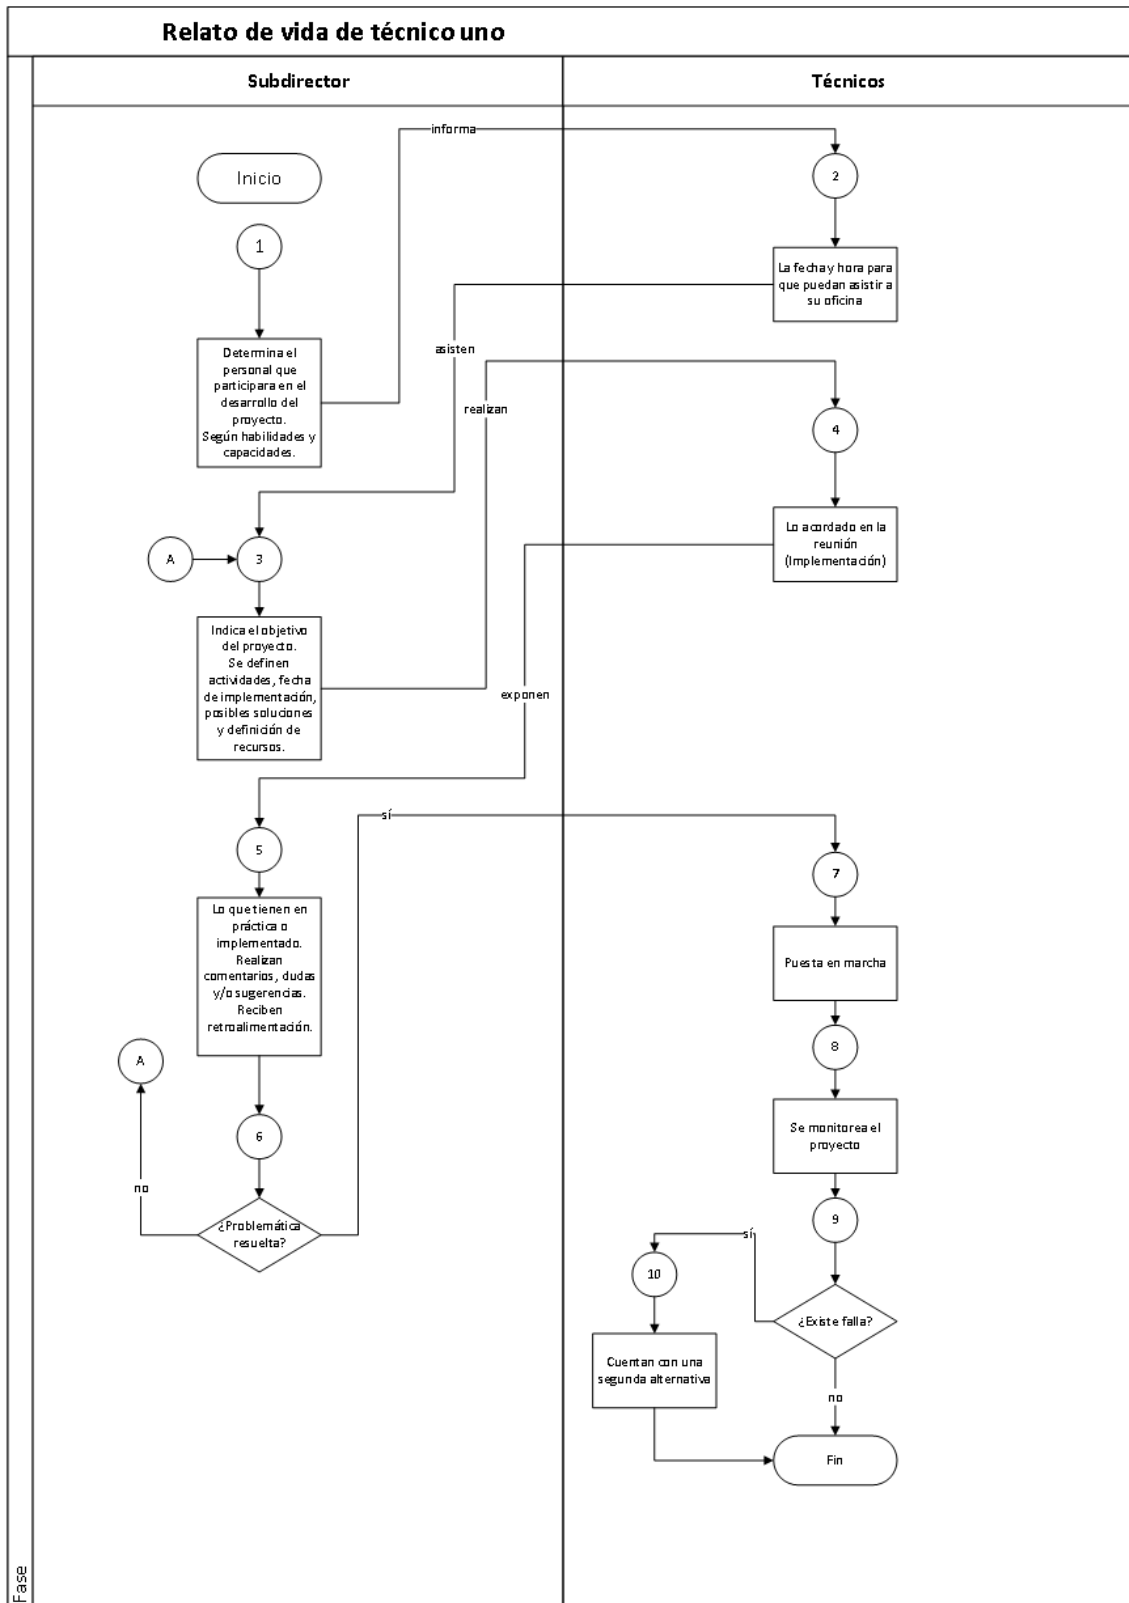 Relato de vida de técnico uno
Subdirector
Técnicos
Inicio
1
Determina el
personal que
participara en el
desarrollo del
proyecto.
Según habilidades y
capacidades.
informa
2
La fecha y hora para
que puedan asistir a
su oficina
asisten
A
3
Indica el objetivo
del proyecto.
Se definen
actividades, fecha
de implementación,
posibles soluciones
y definición de
recursos.
realizan
4
Lo acordado en la
reunión
(Implementación)
exponen
5
Lo que tienen en
práctica o
implementado.
Realizan
comentarios, dudas
y/o sugerencias.
Reciben
retroalimentación.
6
¿Problemática
resuelta?
no
A
sí
7
Puesta en marcha
8
Se monitorea el
proyecto
9
¿Existe falla?
sí
10
Cuentan con una
segunda alternativa
no
Fin
Fase